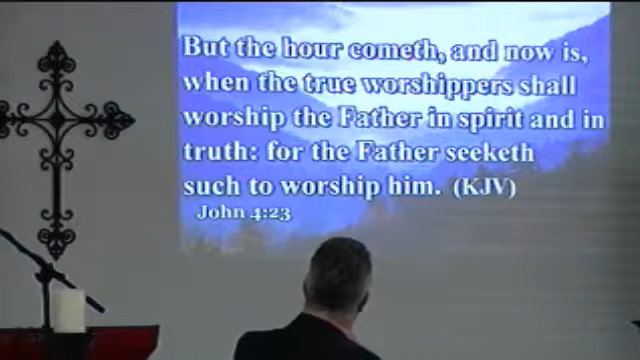 But the hour cometh, and now is,
when the true worshippers shall
worship the Father in spirit and in
truth: for the Father seeketh
such to worship him. (KJV)
John 4:23